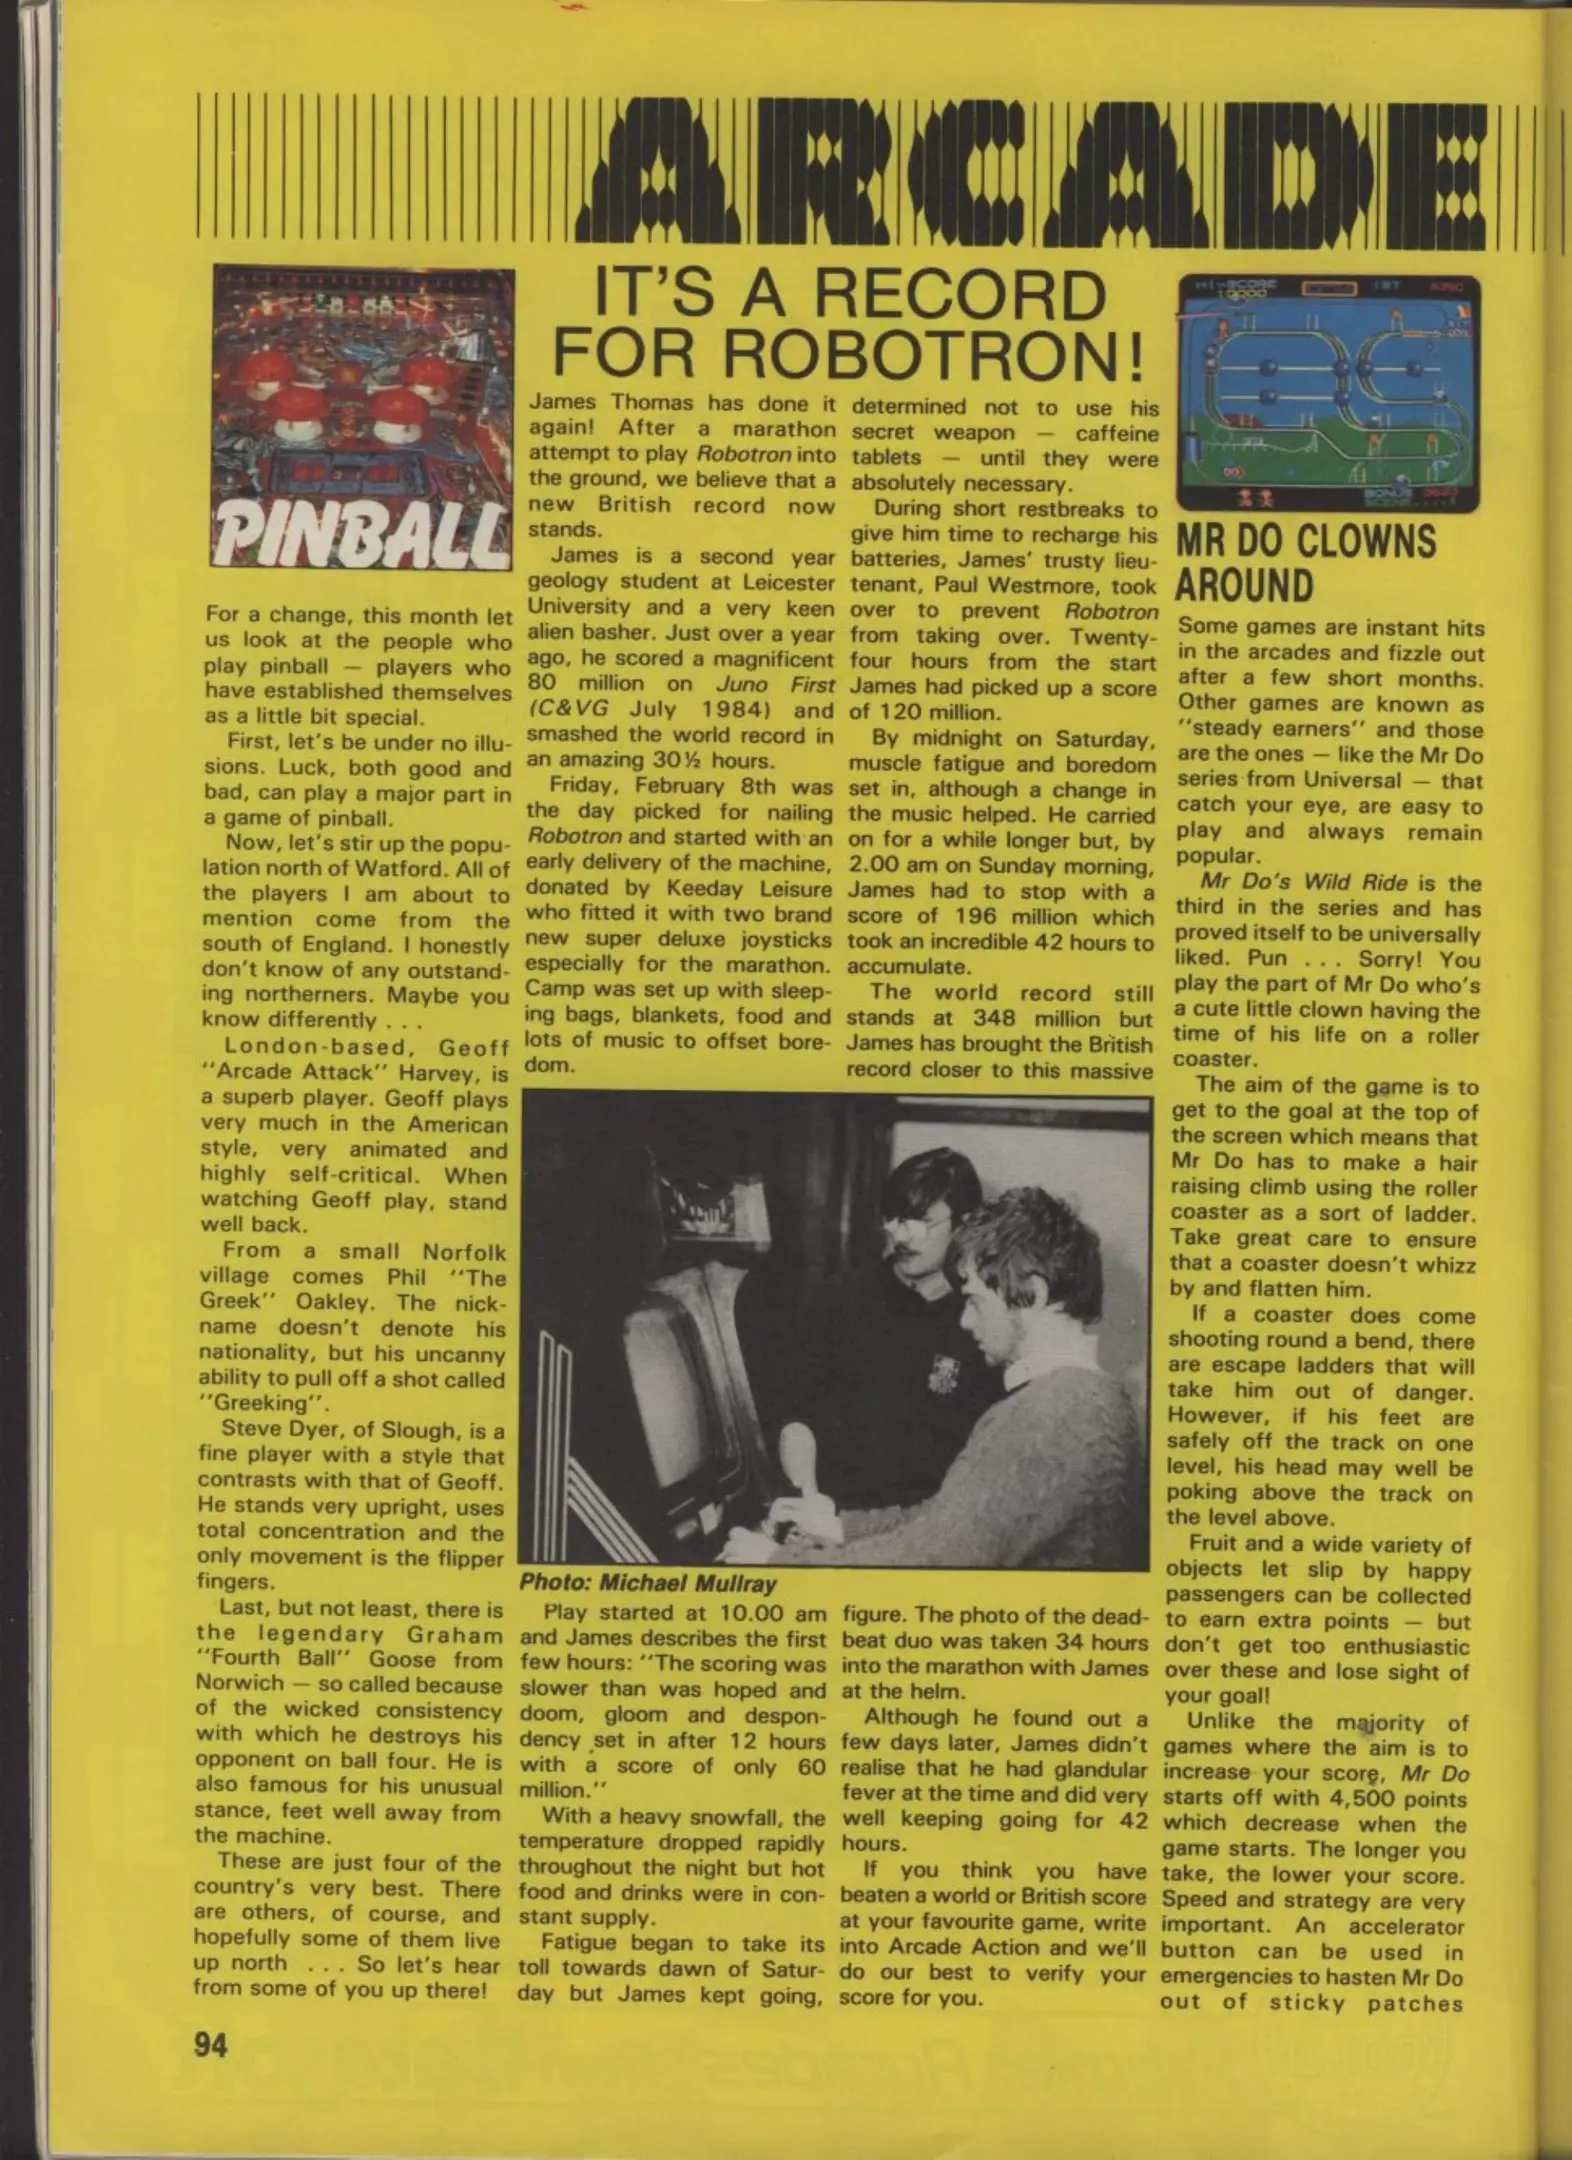 ARCADE
PINBALL
For a change, this month let
us look at the people who
play pinball — players who
have established themselves
as a little bit special.
First, let's be under no illu-
sions. Luck, both good and
bad, can play a major part in
a game of pinball.
Now, let's stir up the popu-
lation north of Watford. All of
the players I am about to
mention come from the
south of England. I honestly
don't know of any outstand-
ing northerners. Maybe you
know differently . . .
London-based, Geoff
"Arcade Attack" Harvey, is
a superb player. Geoff plays
very much in the American
style, very animated and
highly self-critical. When
watching Geoff play, stand
well back.
From a small Norfolk
village comes Phil "The
Greek" Oakley. The nick-
name doesn't denote his
nationality, but his uncanny
ability to pull off a shot called
"Greeking".
Steve Dyer, of Slough, is a
fine player with a style that
contrasts with that of Geoff.
He stands very upright, uses
total concentration and the
only movement is the flipper
fingers.
Last, but not least, there is
the legendary Graham
"Fourth Ball" Goose from
Norwich — so called because
of the wicked consistency
with which he destroys his
opponent on ball four. He is
also famous for his unusual
stance, feet well away from
the machine.
These are just four of the
country's very best. There
are others, of course, and
hopefully some of them live
up north . . . So let's hear
from some of you up there!
IT'S A RECORD
FOR ROBOTRON!
James Thomas has done it
again! After a marathon
attempt to play Robotron into
the ground, we believe that a
new British record now
stands.
James is a second year
geology student at Leicester
University and a very keen
alien basher. Just over a year
ago, he scored a magnificent
80 million on Juno First
(C&VG July 1984) and
smashed the world record in
an amazing 30½ hours.
Friday, February 8th was
the day picked for nailing
Robotron and started with an
early delivery of the machine,
donated by Keeday Leisure
who fitted it with two brand
new super deluxe joysticks
especially for the marathon.
Camp was set up with sleep-
ing bags, blankets, food and
lots of music to offset bore-
dom.
Photo: Michael Mullray
Play started at 10.00 am
and James describes the first
few hours: "The scoring was
slower than was hoped and
doom, gloom and despon-
dency set in after 12 hours
with a score of only 60
million."
With a heavy snowfall, the
temperature dropped rapidly
throughout the night but hot
food and drinks were in con-
stant supply.
Fatigue began to take its
toll towards dawn of Satur-
day but James kept going,
determined not to use his
secret weapon — caffeine
tablets — until they were
absolutely necessary.
During short restbreaks to
give him time to recharge his
batteries, James' trusty lieu-
tenant, Paul Westmore, took
over to prevent Robotron
from taking over. Twenty-
four hours from the start
James had picked up a score
of 120 million.
By midnight on Saturday,
muscle fatigue and boredom
set in, although a change in
the music helped. He carried
on for a while longer but, by
2.00 am on Sunday morning,
James had to stop with a
score of 196 million which
took an incredible 42 hours to
accumulate.
The world record still
stands at 348 million but
James has brought the British
record closer to this massive
figure. The photo of the dead-
beat duo was taken 34 hours
into the marathon with James
at the helm.
Although he found out a
few days later, James didn't
realise that he had glandular
fever at the time and did very
well keeping going for 42
hours.
If you think you have
beaten a world or British score
at your favourite game, write
into Arcade Action and we'll
do our best to verify your
score for you.
HI-SCORE
10000
1ST
MR DO CLOWNS
AROUND
Some games are instant hits
in the arcades and fizzle out
after a few short months.
Other games are known as
"steady earners" and those
are the ones — like the Mr Do
series from Universal — that
catch your eye, are easy to
play and always remain
popular.
Mr Do's Wild Ride is the
third in the series and has
proved itself to be universally
liked. Pun . . . Sorry! You
play the part of Mr Do who's
a cute little clown having the
time of his life on a roller
coaster.
The aim of the game is to
get to the goal at the top of
the screen which means that
Mr Do has to make a hair
raising climb using the roller
coaster as a sort of ladder.
Take great care to ensure
that a coaster doesn't whizz
by and flatten him.
If a coaster does come
shooting round a bend, there
are escape ladders that will
take him out of danger.
However, if his feet are
safely off the track on one
level, his head may well be
poking above the track on
the level above.
Fruit and a wide variety of
objects let slip by happy
passengers can be collected
to earn extra points — but
don't get too enthusiastic
over these and lose sight of
your goal!
Unlike the majority of
games where the aim is to
increase your score, Mr Do
starts off with 4,500 points
which decrease when the
game starts. The longer you
take, the lower your score.
Speed and strategy are very
important. An accelerator
button can be used in
emergencies to hasten Mr Do
out of sticky patches
94